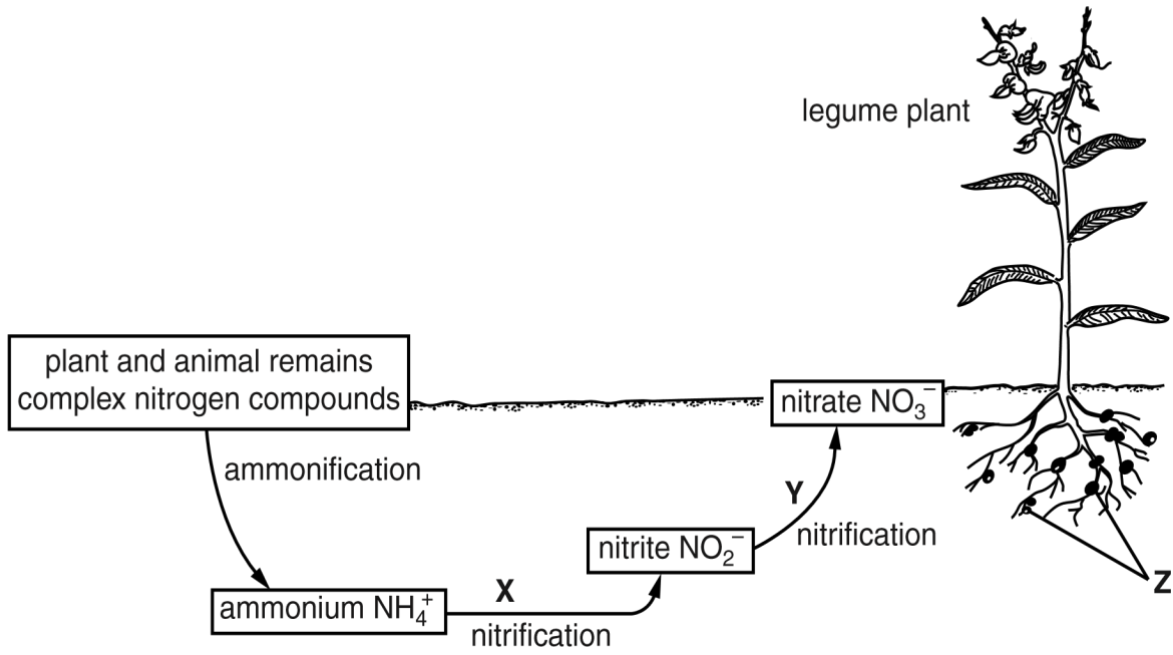 legume plant
plant and animal remains
complex nitrogen compounds
nitrate NO₃⁻
ammonification
Y
nitrification
nitrite NO₂⁻
Z
X
ammonium NH₄⁺
nitrification